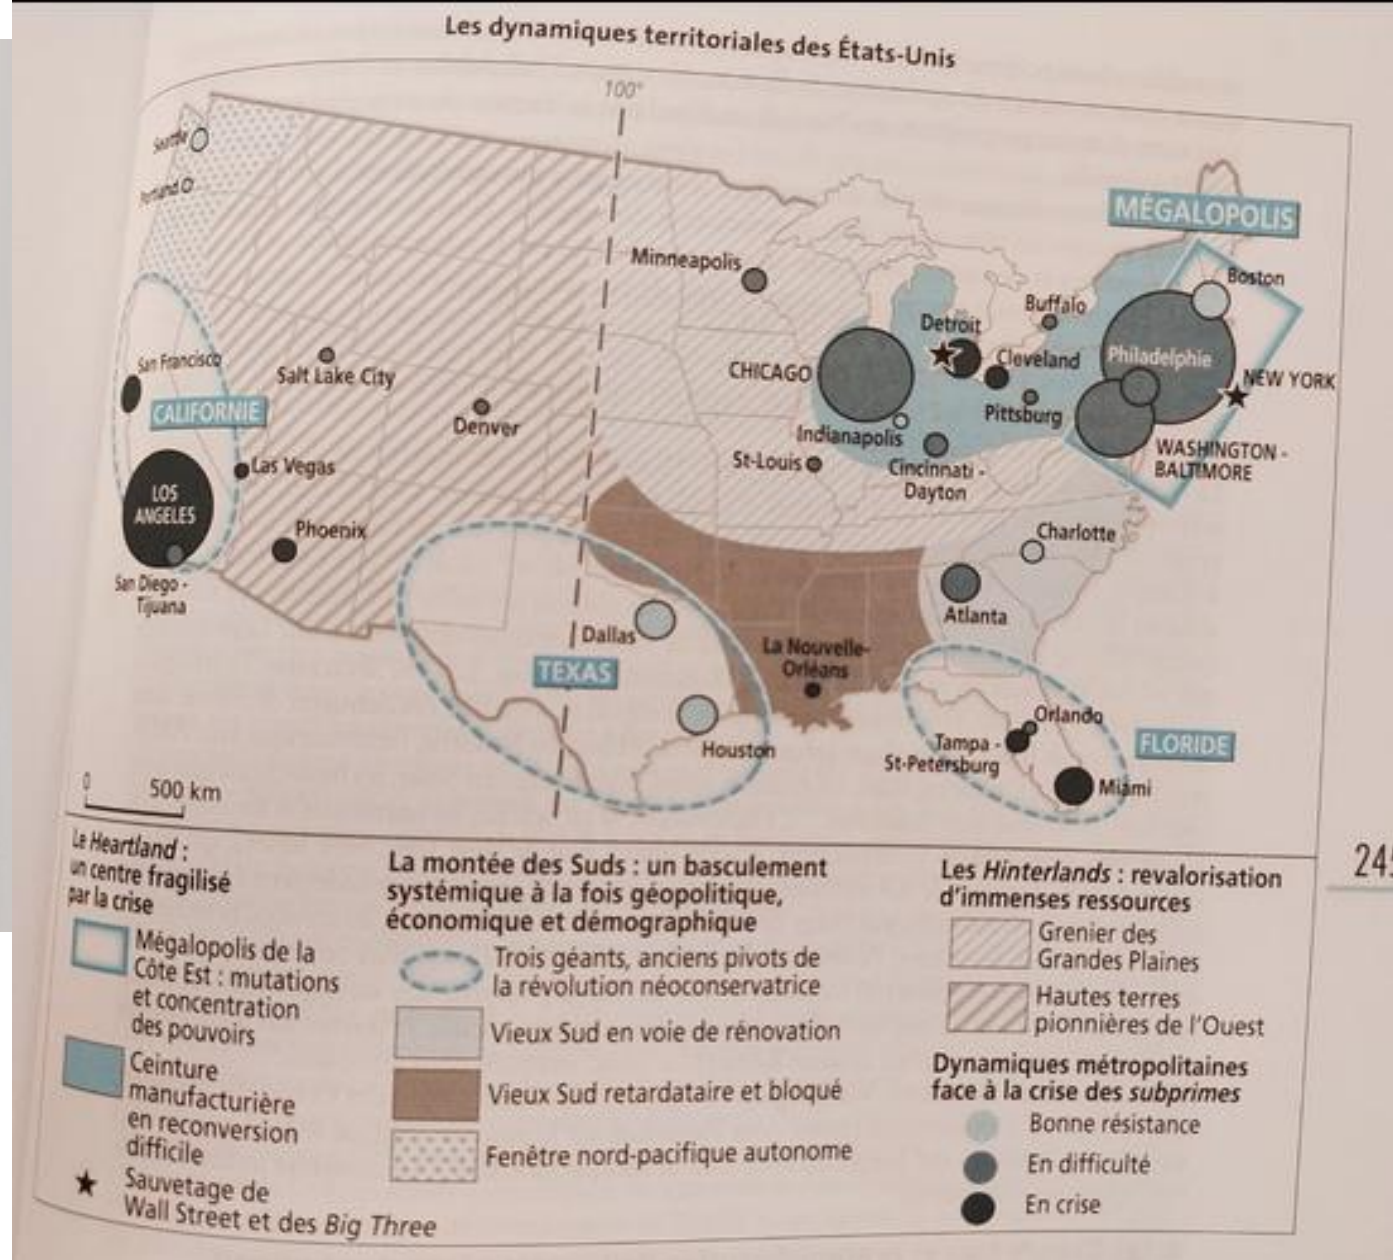 Les dynamiques territoriales des États-Unis
100°
Seattle
Portland
MÉGALOPOLIS
Minneapolis
Boston
Buffalo
Detroit
Philadelphie
San Francisco
Cleveland
CHICAGO
NEW YORK
Salt Lake City
CALIFORNIE
Denver
Pittsburg
Indianapolis
WASHINGTON -
BALTIMORE
Las Vegas
St-Louis
Cincinnati -
Dayton
LOS
ANGELES
Phoenix
Charlotte
San Diego -
Tijuana
Atlanta
Dallas
La Nouvelle-
Orléans
TEXAS
Orlando
Houston
Tampa -
St-Petersburg
FLORIDE
Miami
0
500 km
Le Heartland :
un centre fragilisé
par la crise
Mégalopolis de la
Côte Est : mutations
et concentration
des pouvoirs
Ceinture
manufacturière
en reconversion
difficile
Sauvetage de
Wall Street et des Big Three
La montée des Suds : un basculement
systémique à la fois géopolitique,
économique et démographique
Trois géants, anciens pivots de
la révolution néoconservatrice
Vieux Sud en voie de rénovation
Vieux Sud retardataire et bloqué
Fenêtre nord-pacifique autonome
Les Hinterlands : revalorisation
d'immenses ressources
Grenier des
Grandes Plaines
Hautes terres
pionnières de l'Ouest
Dynamiques métropolitaines
face à la crise des subprimes
Bonne résistance
En difficulté
En crise